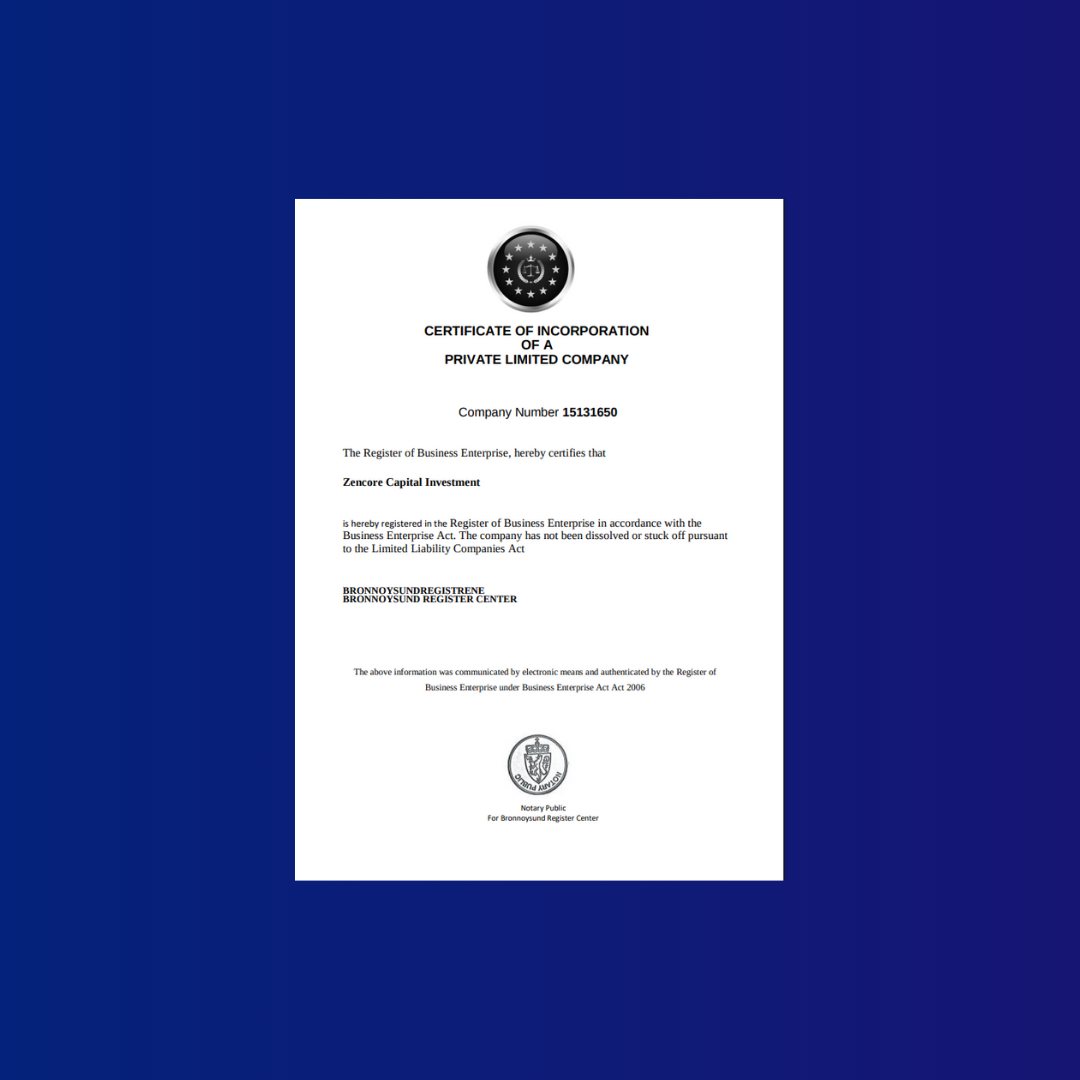 CERTIFICATE OF INCORPORATION
OF A
PRIVATE LIMITED COMPANY
Company Number 15131650
The Register of Business Enterprise, hereby certifies that
Zencore Capital Investment
is hereby registered in the Register of Business Enterprise in accordance with the
Business Enterprise Act. The company has not been dissolved or stuck off pursuant
to the Limited Liability Companies Act
BRONNOYSUNDREGISTRENE
BRONNOYSUND REGISTER CENTER
The above information was communicated by electronic means and authenticated by the Register of
Business Enterprise under Business Enterprise Act Act 2006
NOTARY PUBLIC
NOTARY
Notary Public
For Bronnoysund Register Center